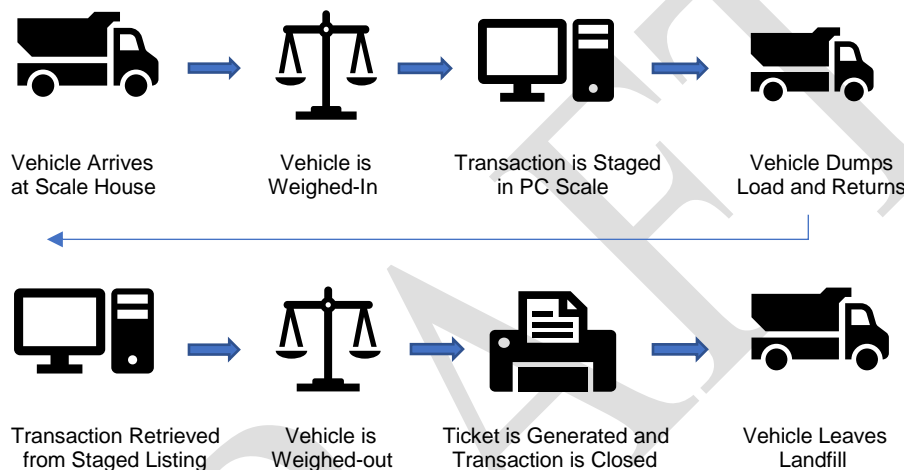 Vehicle Arrives
at Scale House
Vehicle is
Weighed-In
Transaction is Staged
in PC Scale
Vehicle Dumps
Load and Returns
Transaction Retrieved
from Staged Listing
Vehicle is
Weighed-out
Ticket is Generated and
Transaction is Closed
Vehicle Leaves
Landfill
DRAFT